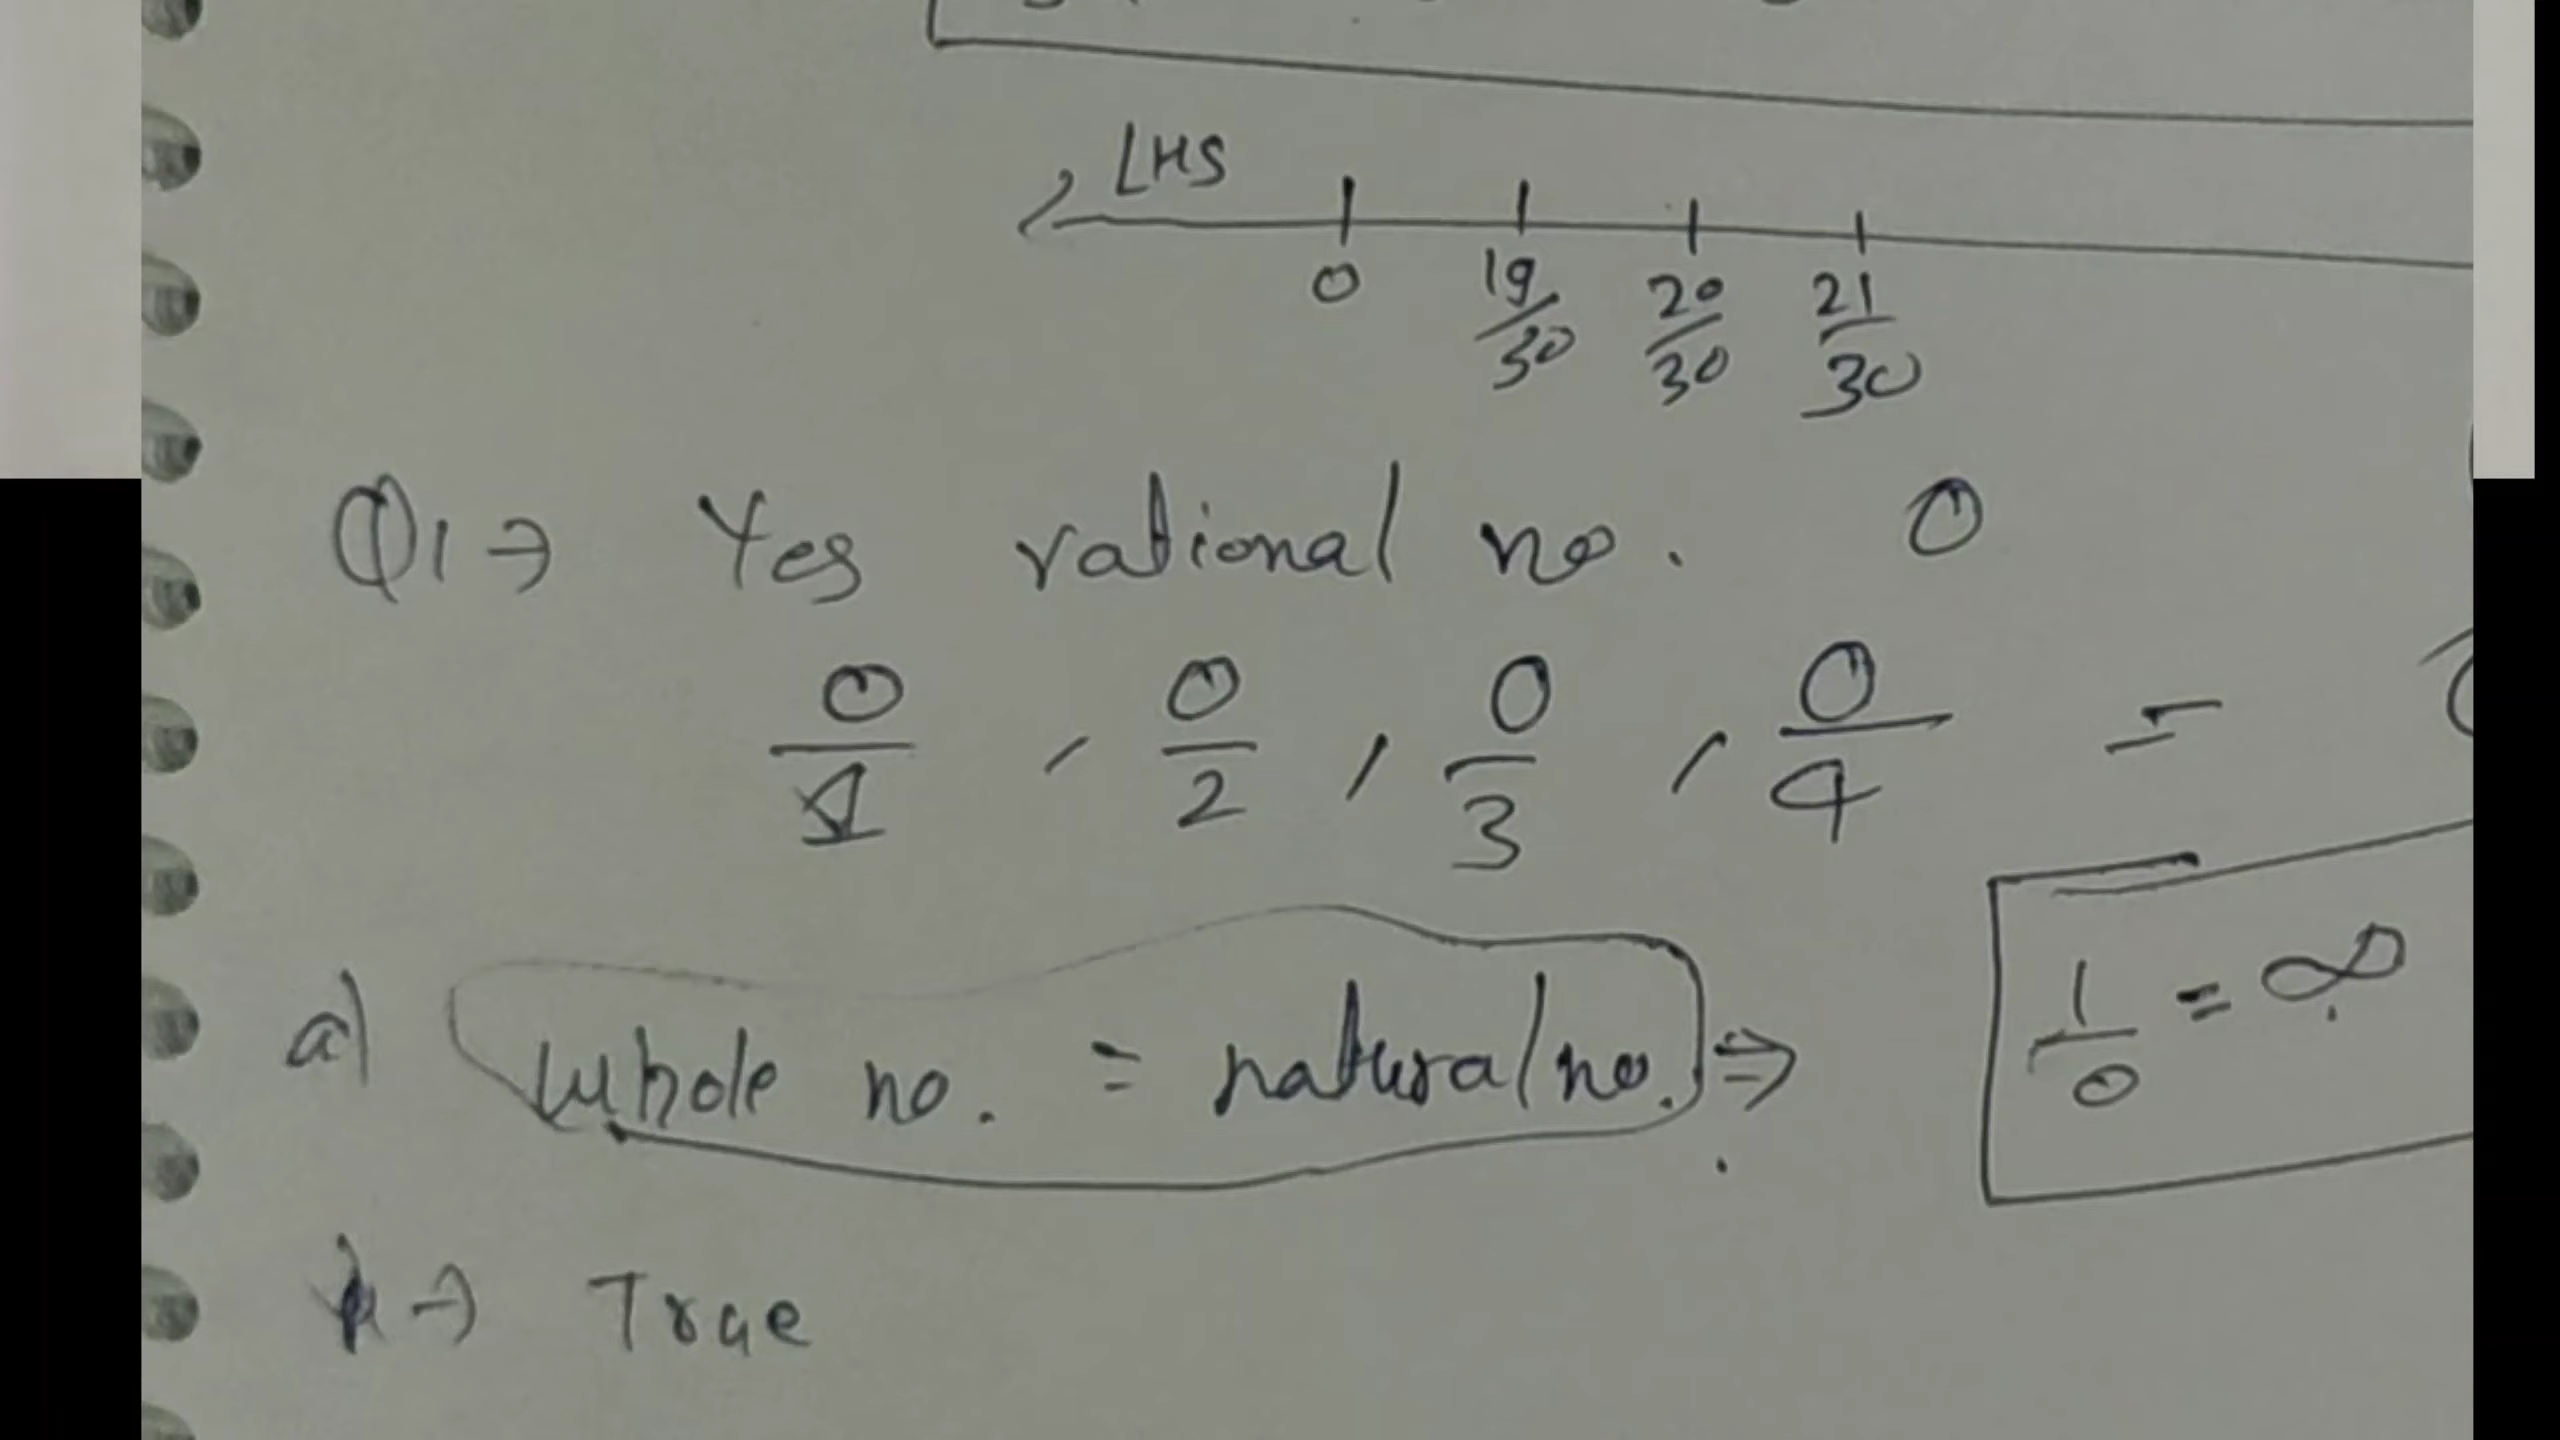 LHS
0 19/30 20/30 21/30
Q1 → Yes rational no. 0
0/1 , 0/2 , 0/3 , 0/4 =
a) Whole no. = natural no. ⇒
1/0 = ∞
→ True